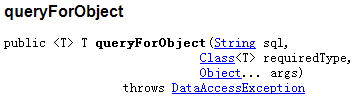 queryForObject
public <T> T queryForObject(String sql,
Class<T> requiredType,
Object... args)
throws DataAccessException